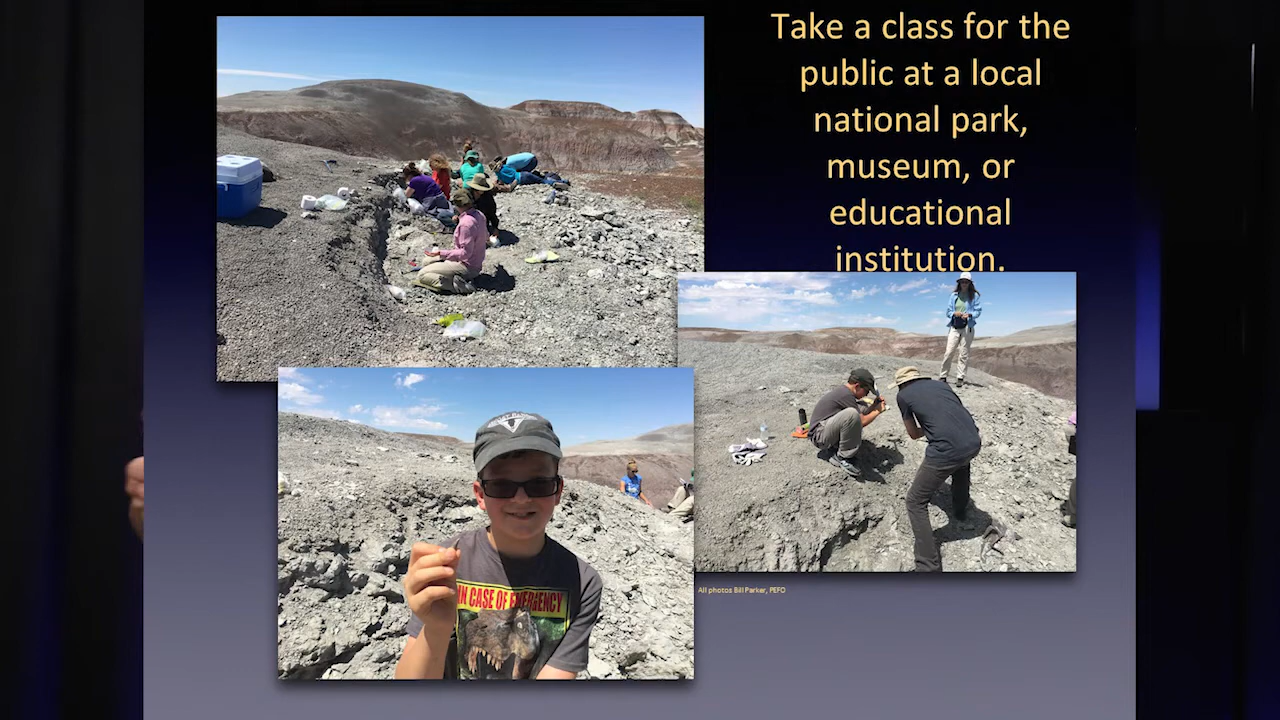 Take a class for the
public at a local
national park,
museum, or
educational
institution.
IN CASE OF EMERGENCY
All photos Bill Parker, PEFO